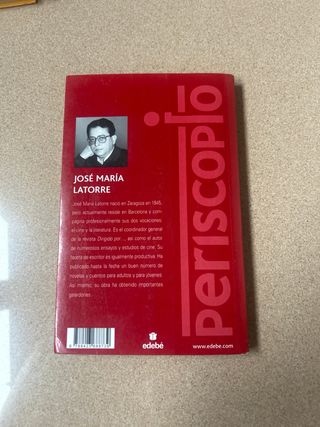 JOSÉ MARÍA
LATORRE
José María Latorre nació en Zaragoza en 1945,
pero actualmente reside en Barcelona y com-
pagina profesionalmente sus dos vocaciones:
el cine y la literatura. Es el coordinador general
de la revista Dirigido por..., así como el autor
de numerosos ensayos y estudios de cine. Su
faceta de escritor es igualmente productiva. Ha
publicado hasta la fecha un buen número de
novelas y cuentos para adultos y para jóvenes.
Así mismo, su obra ha obtenido importantes
galardones.
periscopio
edebé
www.edebe.com